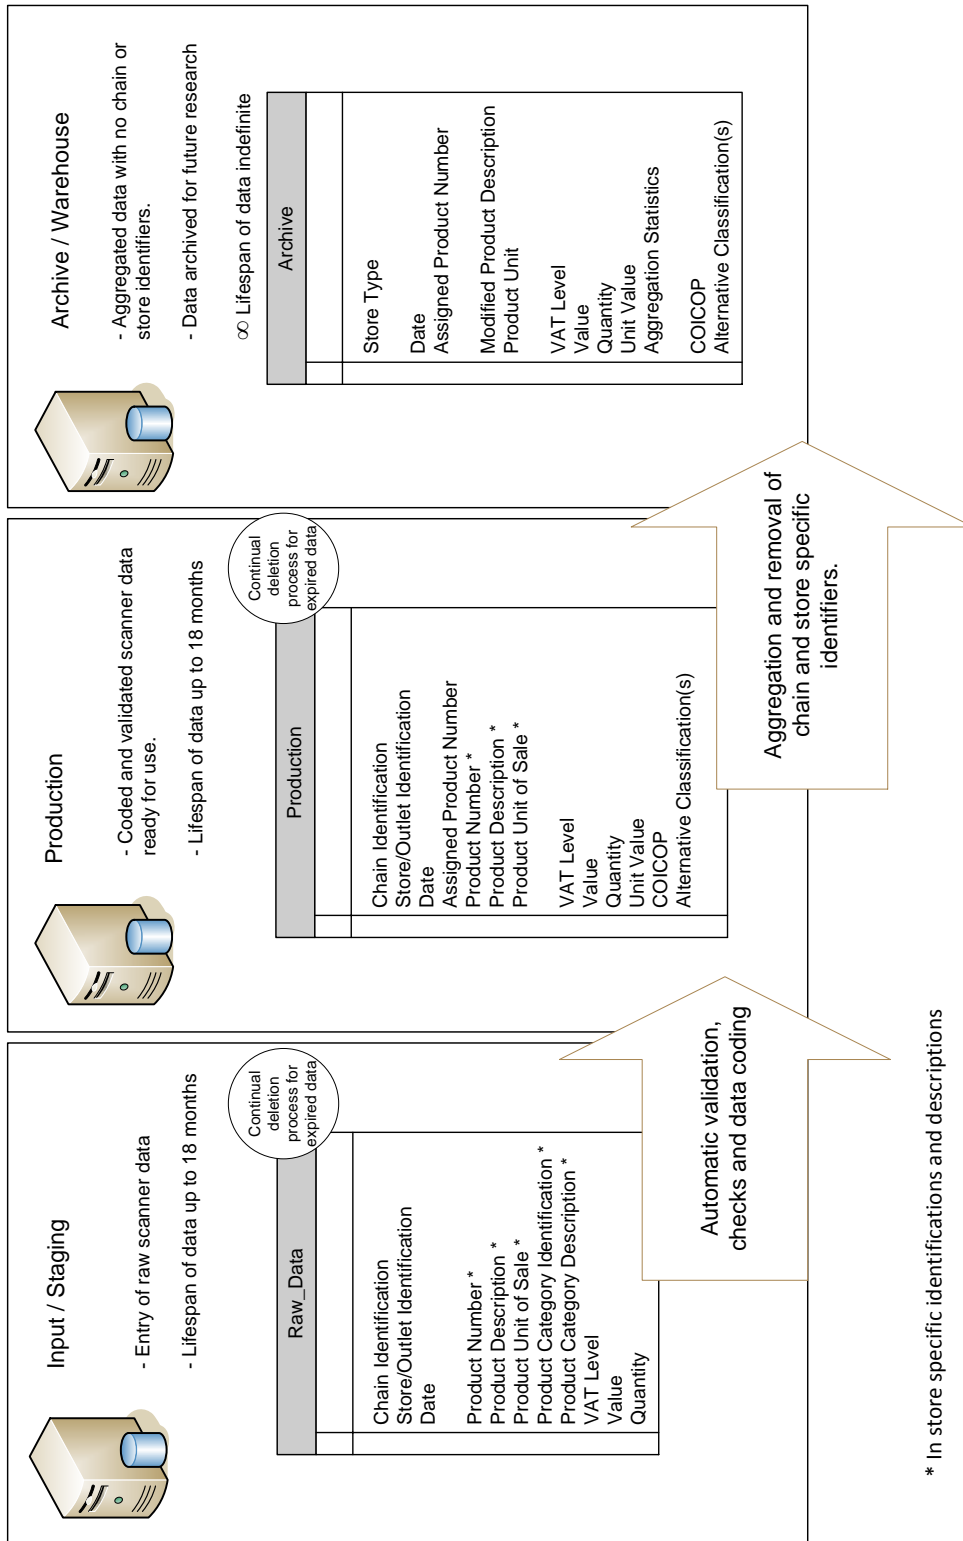 Input / Staging
- Entry of raw scanner data
- Lifespan of data up to 18 months
Continual
deletion
process for
expired data
Raw_Data
Chain Identification
Store/Outlet Identification
Date
Product Number *
Product Description *
Product Unit of Sale *
Product Category Identification *
Product Category Description *
VAT Level
Value
Quantity
Automatic validation,
checks and data coding
Production
- Coded and validated scanner data
ready for use.
- Lifespan of data up to 18 months
Continual
deletion
process for
expired data
Production
Chain Identification
Store/Outlet Identification
Date
Assigned Product Number
Product Number *
Product Description *
Product Unit of Sale *
VAT Level
Value
Quantity
Unit Value
COICOP
Alternative Classification(s)
Aggregation and removal of
chain and store specific
identifiers.
Archive / Warehouse
- Aggregated data with no chain or
store identifiers.
- Data archived for future research
∞ Lifespan of data indefinite
Archive
Store Type
Date
Assigned Product Number
Modified Product Description
Product Unit
VAT Level
Value
Quantity
Unit Value
Aggregation Statistics
COICOP
Alternative Classification(s)
* In store specific identifications and descriptions